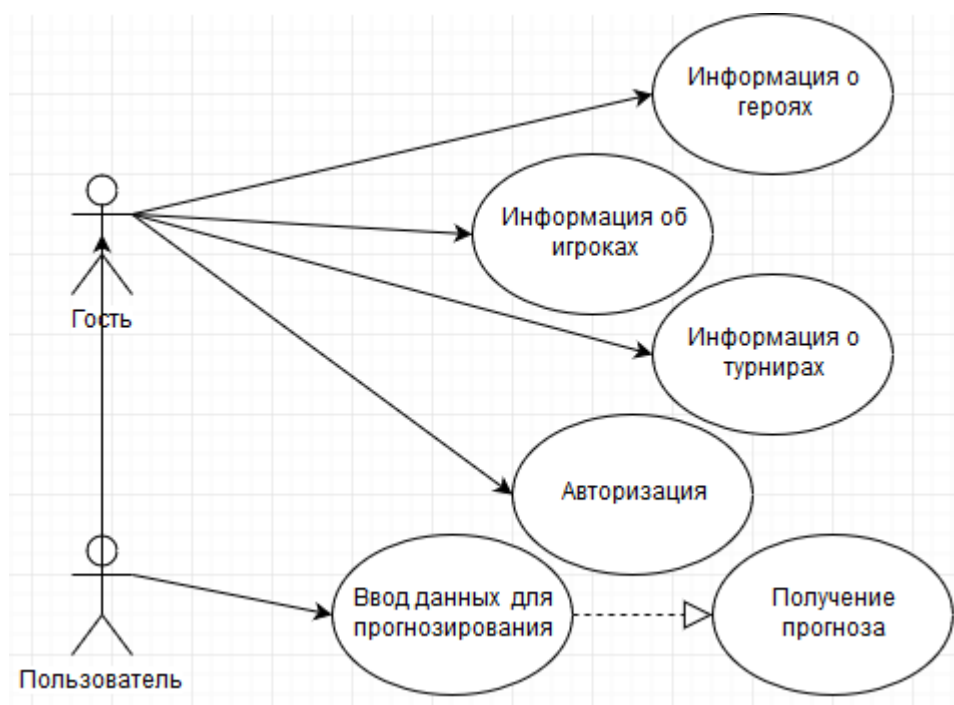 Информация о
героях
Информация об
игроках
Гость
Информация о
турнирах
Авторизация
Ввод данных для
прогнозирования
Получение
прогноза
Пользователь